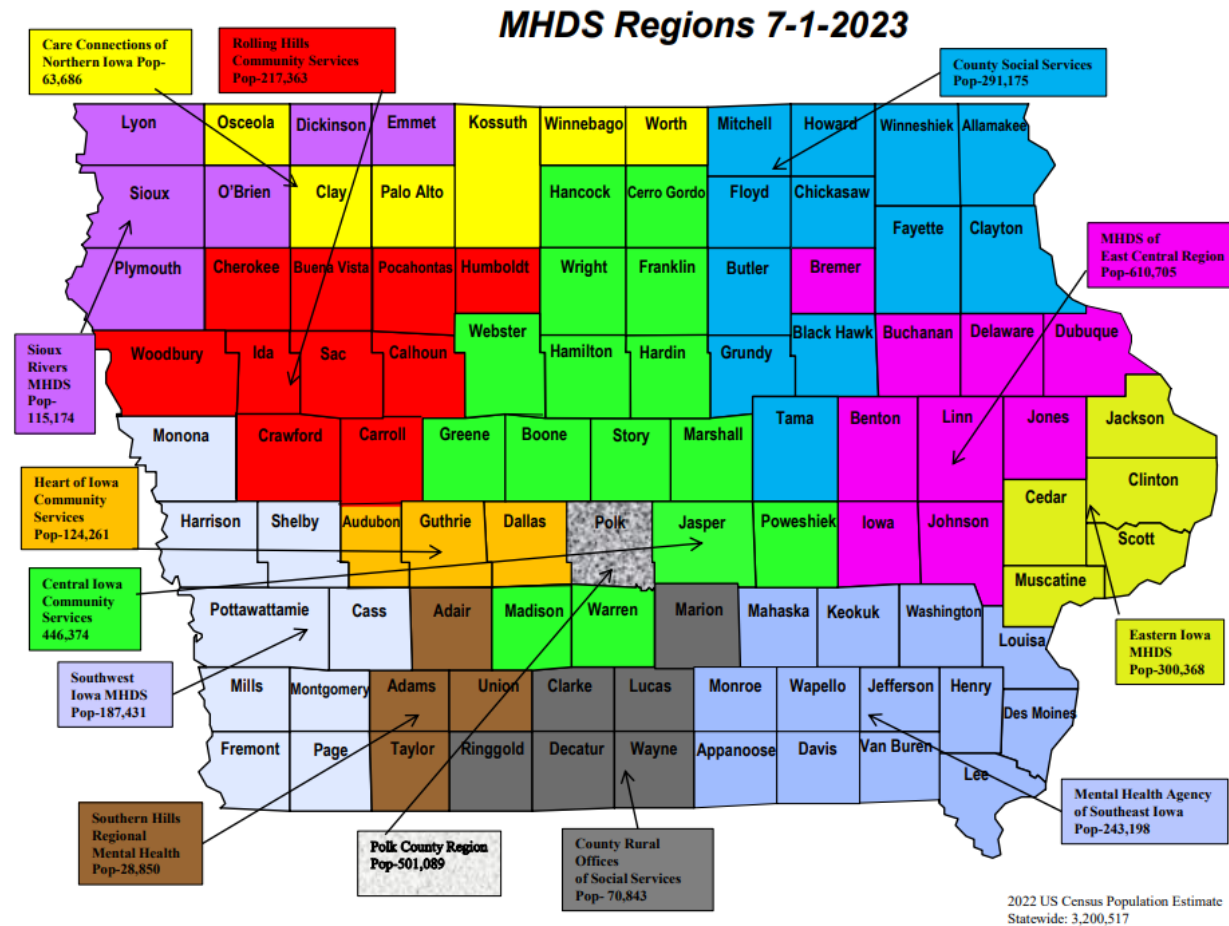 MHDS Regions 7-1-2023
Care Connections of
Northern Iowa Pop-
63,686
Rolling Hills
Community Services
Pop-217,363
County Social Services
Pop-291,175
Lyon
Osceola
Dickinson
Emmet
Kossuth
Winnebago
Worth
Mitchell
Howard
Winneshiek
Allamakee
Sioux
O'Brien
Clay
Palo Alto
Hancock
Cerro Gordo
Floyd
Chickasaw
Fayette
Clayton
MHDS of
East Central Region
Pop-610,705
Plymouth
Cherokee
Buena Vista
Pocahontas
Humboldt
Wright
Franklin
Butler
Bremer
Sioux
Rivers
MHDS
Pop-
115,174
Woodbury
Ida
Sac
Calhoun
Webster
Hamilton
Hardin
Grundy
Black Hawk
Buchanan
Delaware
Dubuque
Monona
Crawford
Carroll
Greene
Boone
Story
Marshall
Tama
Benton
Linn
Jones
Jackson
Heart of Iowa
Community
Services
Pop-124,261
Harrison
Shelby
Audubon
Guthrie
Dallas
Polk
Jasper
Poweshiek
Iowa
Johnson
Cedar
Clinton
Scott
Muscatine
Central Iowa
Community
Services
446,374
Pottawattamie
Cass
Adair
Madison
Warren
Marion
Mahaska
Keokuk
Washington
Louisa
Eastern Iowa
MHDS
Pop-300,368
Southwest
Iowa MHDS
Pop-187,431
Mills
Montgomery
Adams
Union
Clarke
Lucas
Monroe
Wapello
Jefferson
Henry
Des Moines
Fremont
Page
Taylor
Ringgold
Decatur
Wayne
Appanoose
Davis
Van Buren
Lee
Southern Hills
Regional
Mental Health
Pop-28,850
Polk County Region
Pop-501,089
County Rural
Offices
of Social Services
Pop- 70,843
Mental Health Agency
of Southeast Iowa
Pop-243,198
2022 US Census Population Estimate
Statewide: 3,200,517